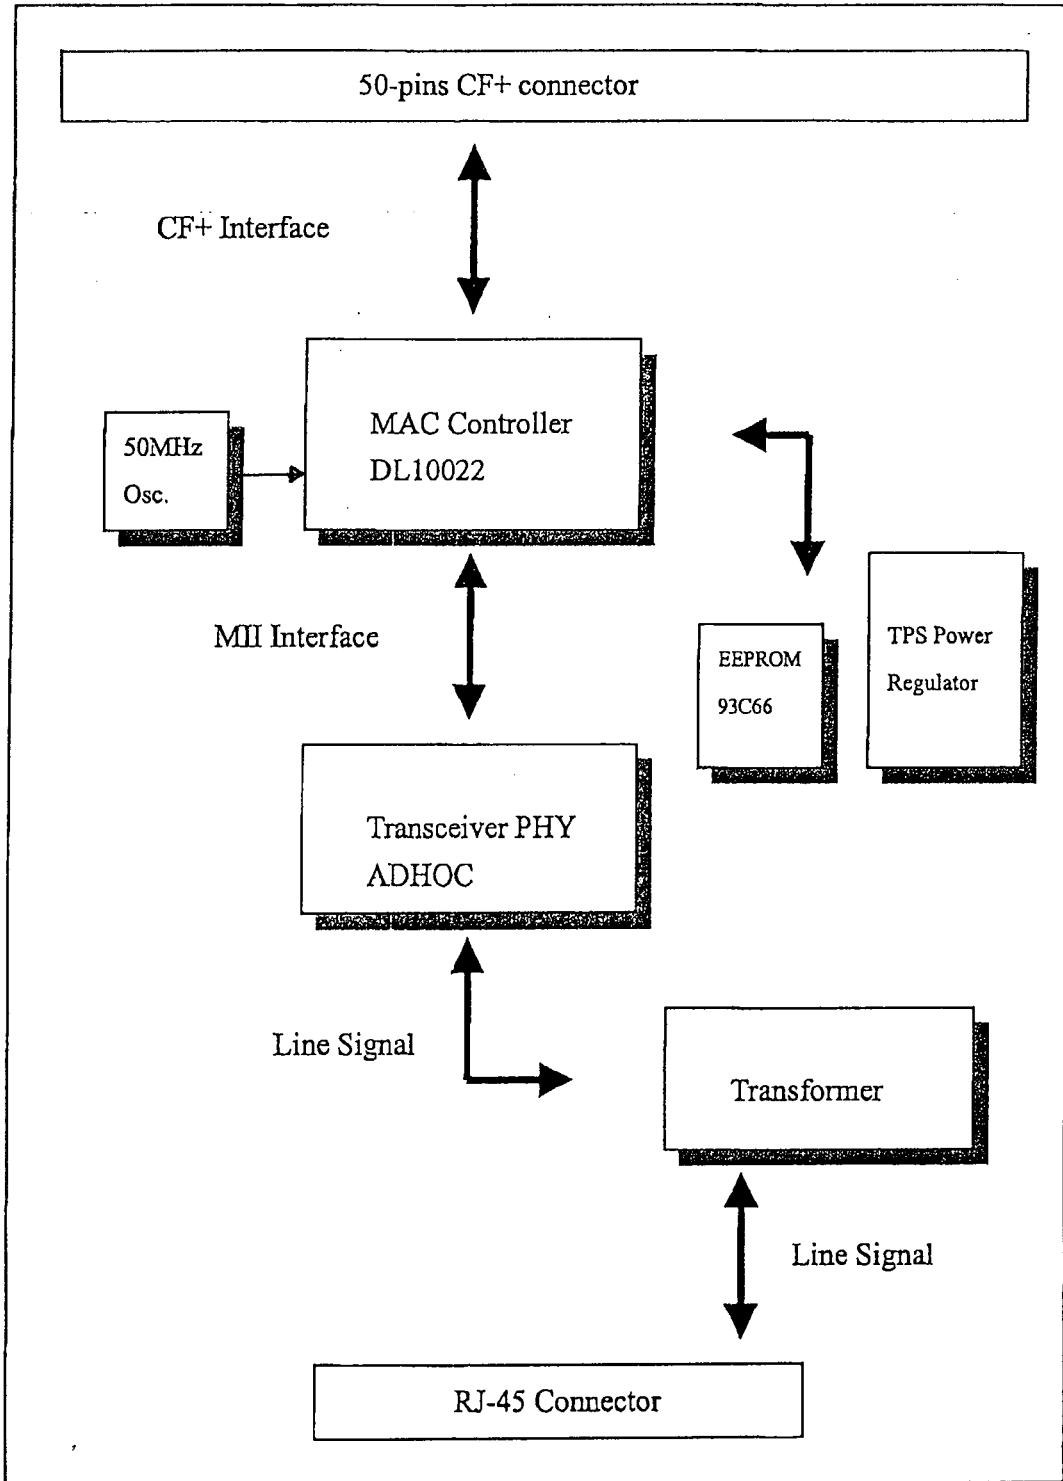 50-pins CF+ connector
CF+ Interface
MAC Controller
DL10022
50MHz
Osc.
MII Interface
EEPROM
93C66
TPS Power
Regulator
Transceiver PHY
ADHOC
Line Signal
Transformer
Line Signal
RJ-45 Connector